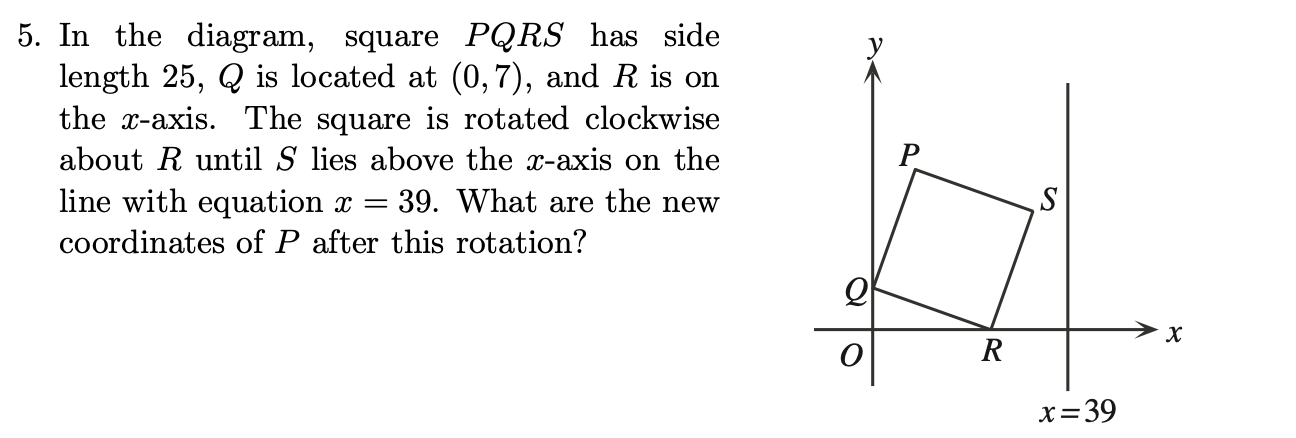 5. In the diagram, square PQRS has side
length 25, Q is located at (0, 7), and R is on
the x-axis. The square is rotated clockwise
about R until S lies above the x-axis on the
line with equation x = 39. What are the new
coordinates of P after this rotation?
y
P
S
Q
x
O
R
x=39